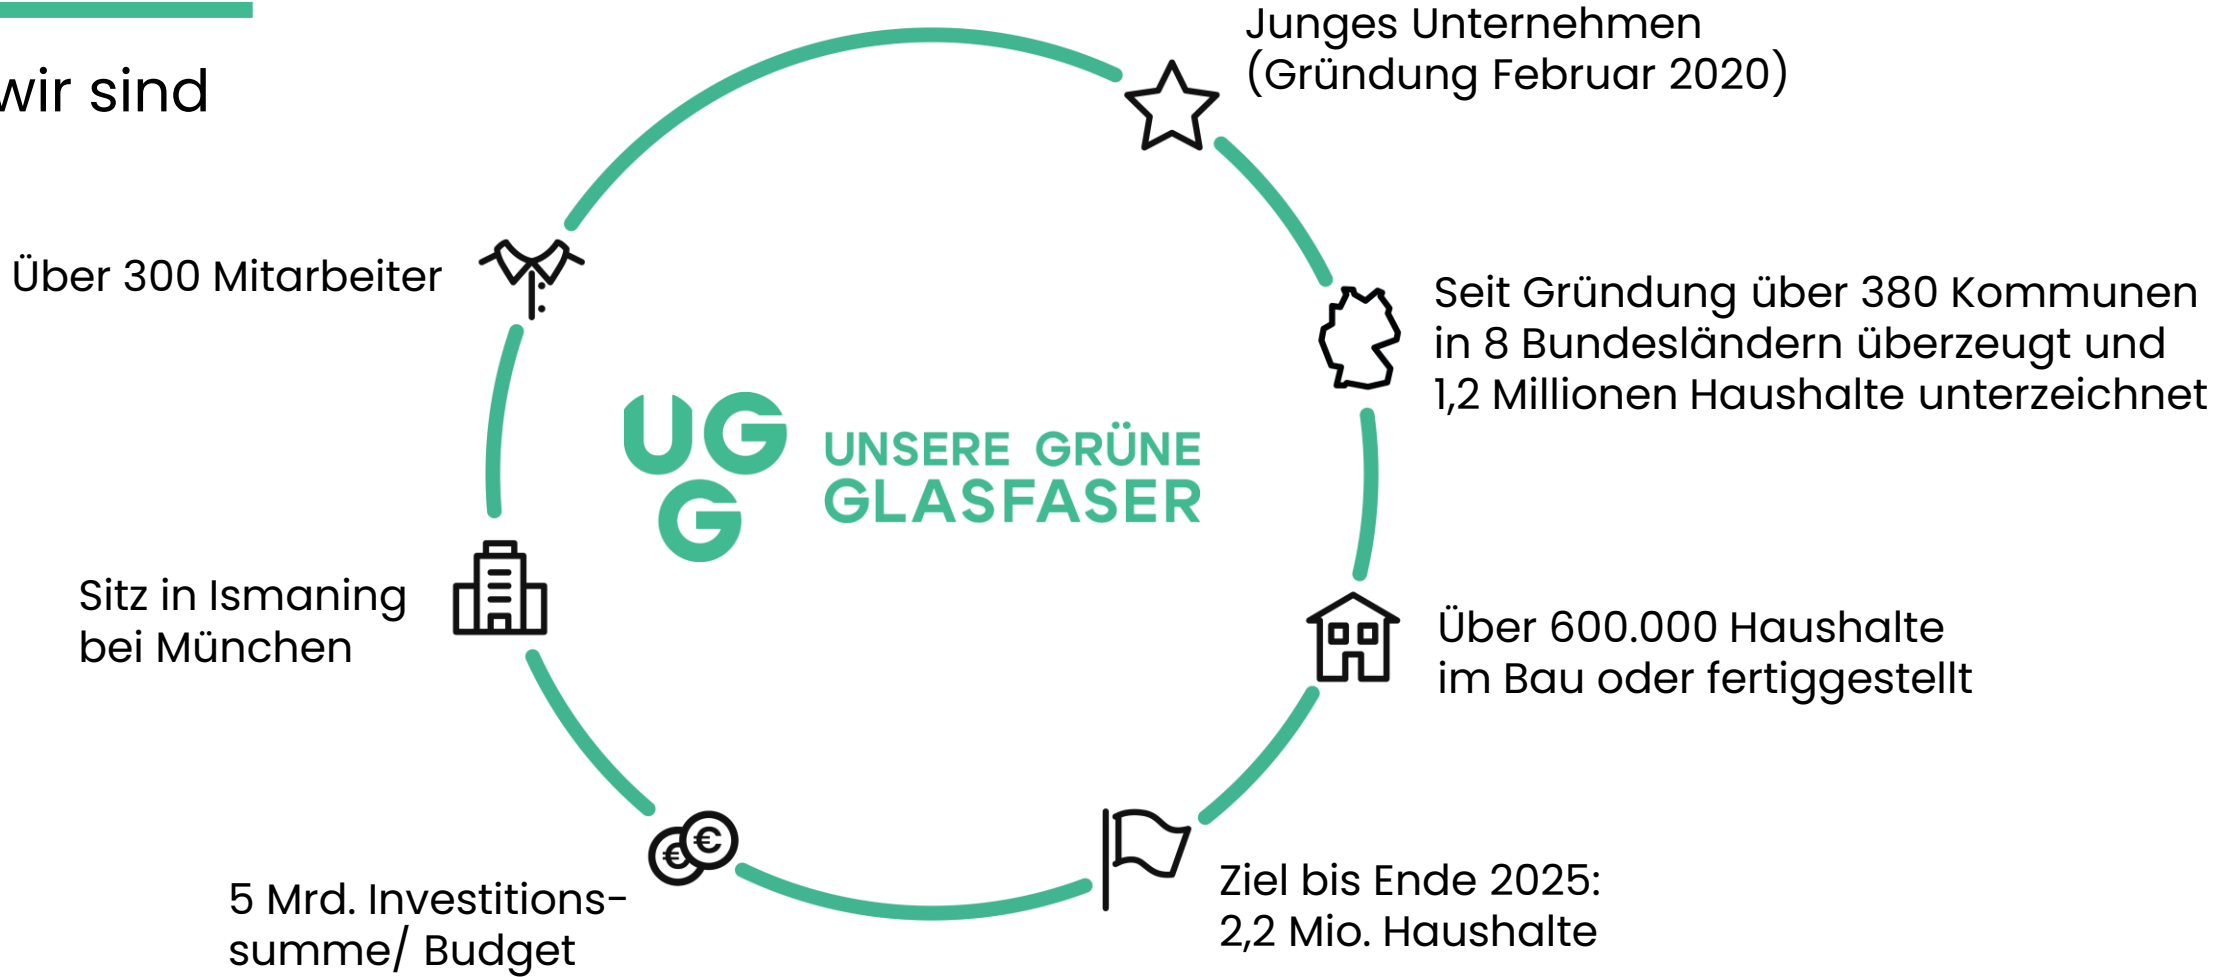 wir sind
Junges Unternehmen
(Gründung Februar 2020)
Über 300 Mitarbeiter
Seit Gründung über 380 Kommunen
in 8 Bundesländern überzeugt und
1,2 Millionen Haushalte unterzeichnet
UG
G
UNSERE GRÜNE
GLASFASER
Sitz in Ismaning
bei München
Über 600.000 Haushalte
im Bau oder fertiggestellt
€ €
5 Mrd. Investitions-
summe/ Budget
Ziel bis Ende 2025:
2,2 Mio. Haushalte